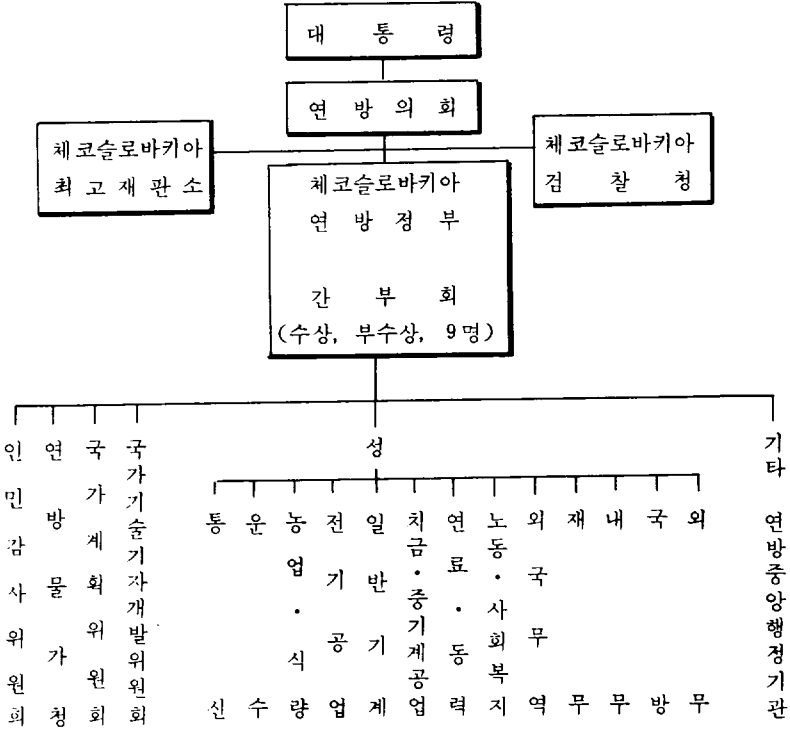 대통령
연방의회
체코슬로바키아
최고재판소
체코슬로바키아
검찰청
체코슬로바키아
연방정부
간부회
(수상, 부수상, 9명)
인민감사위원회
연방물가청
국가계획위원회
국가기술기자개발위원회
성
통신
운수
농업·식량
전기공업
일반기계
치금·중기계공업
연료·동력
노동·사회복지
외국무역
재무
내무
국방
외무
기타 연방중앙행정기관